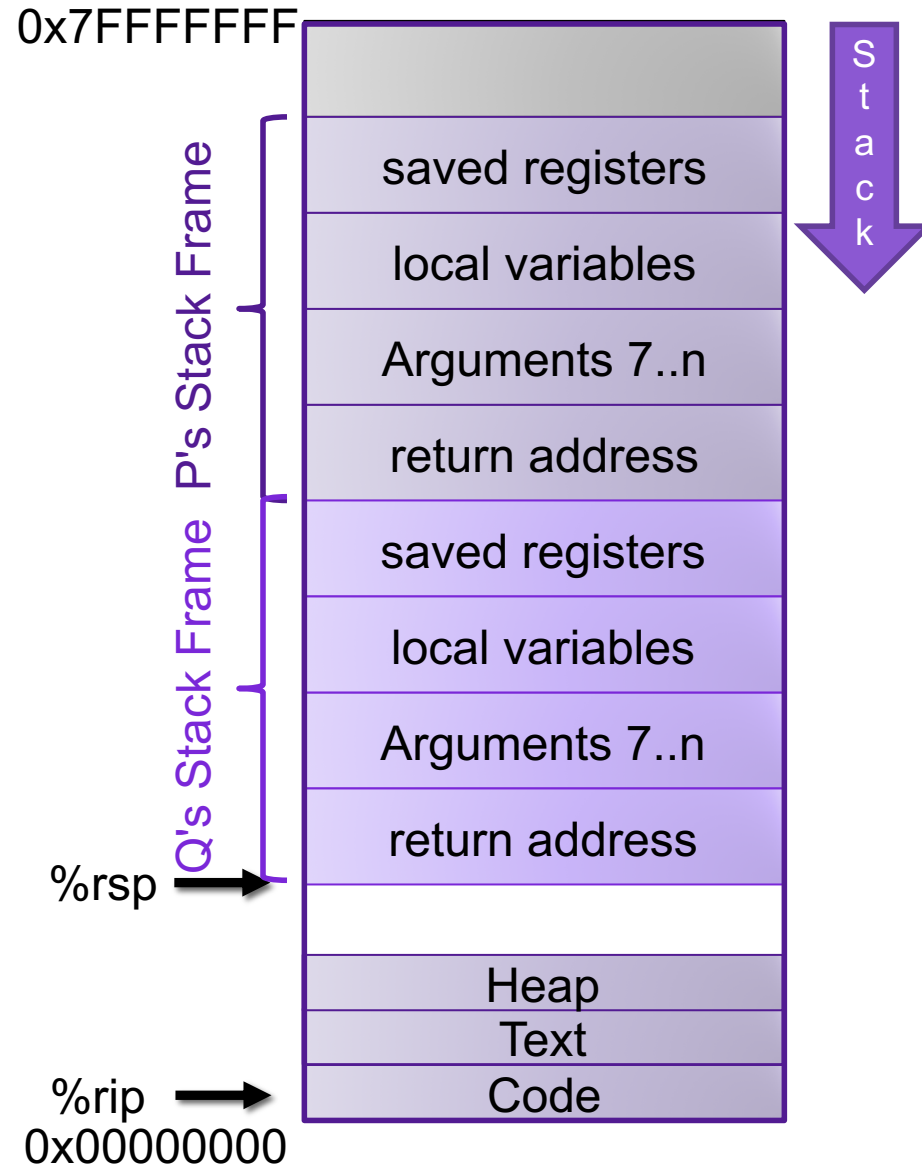 0x7FFFFFFF
Stack
P's Stack Frame
saved registers
local variables
Arguments 7..n
return address
Q's Stack Frame
saved registers
local variables
Arguments 7..n
return address
%rsp
Heap
Text
%rip
Code
0x00000000